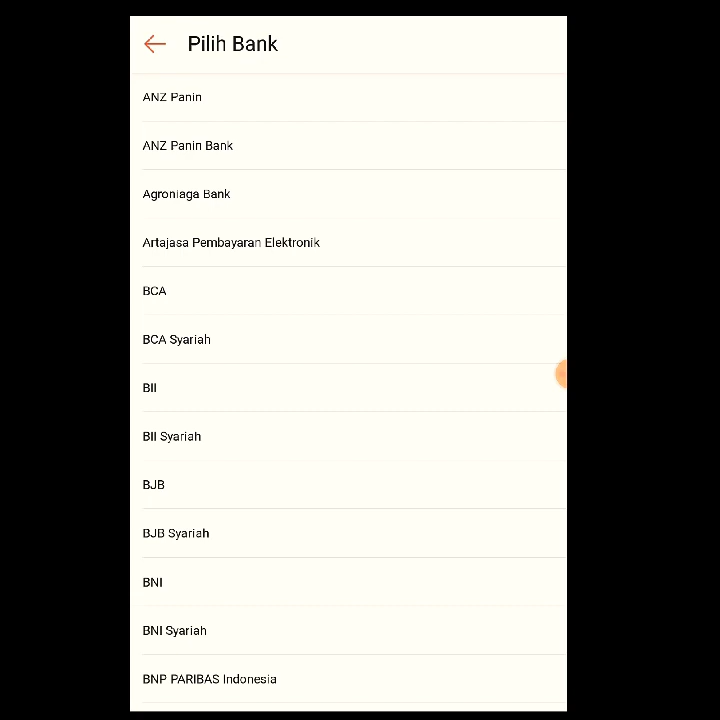 Pilih Bank
ANZ Panin
ANZ Panin Bank
Agroniaga Bank
Artajasa Pembayaran Elektronik
BCA
BCA Syariah
BII
BII Syariah
BJB
BJB Syariah
BNI
BNI Syariah
BNP PARIBAS Indonesia